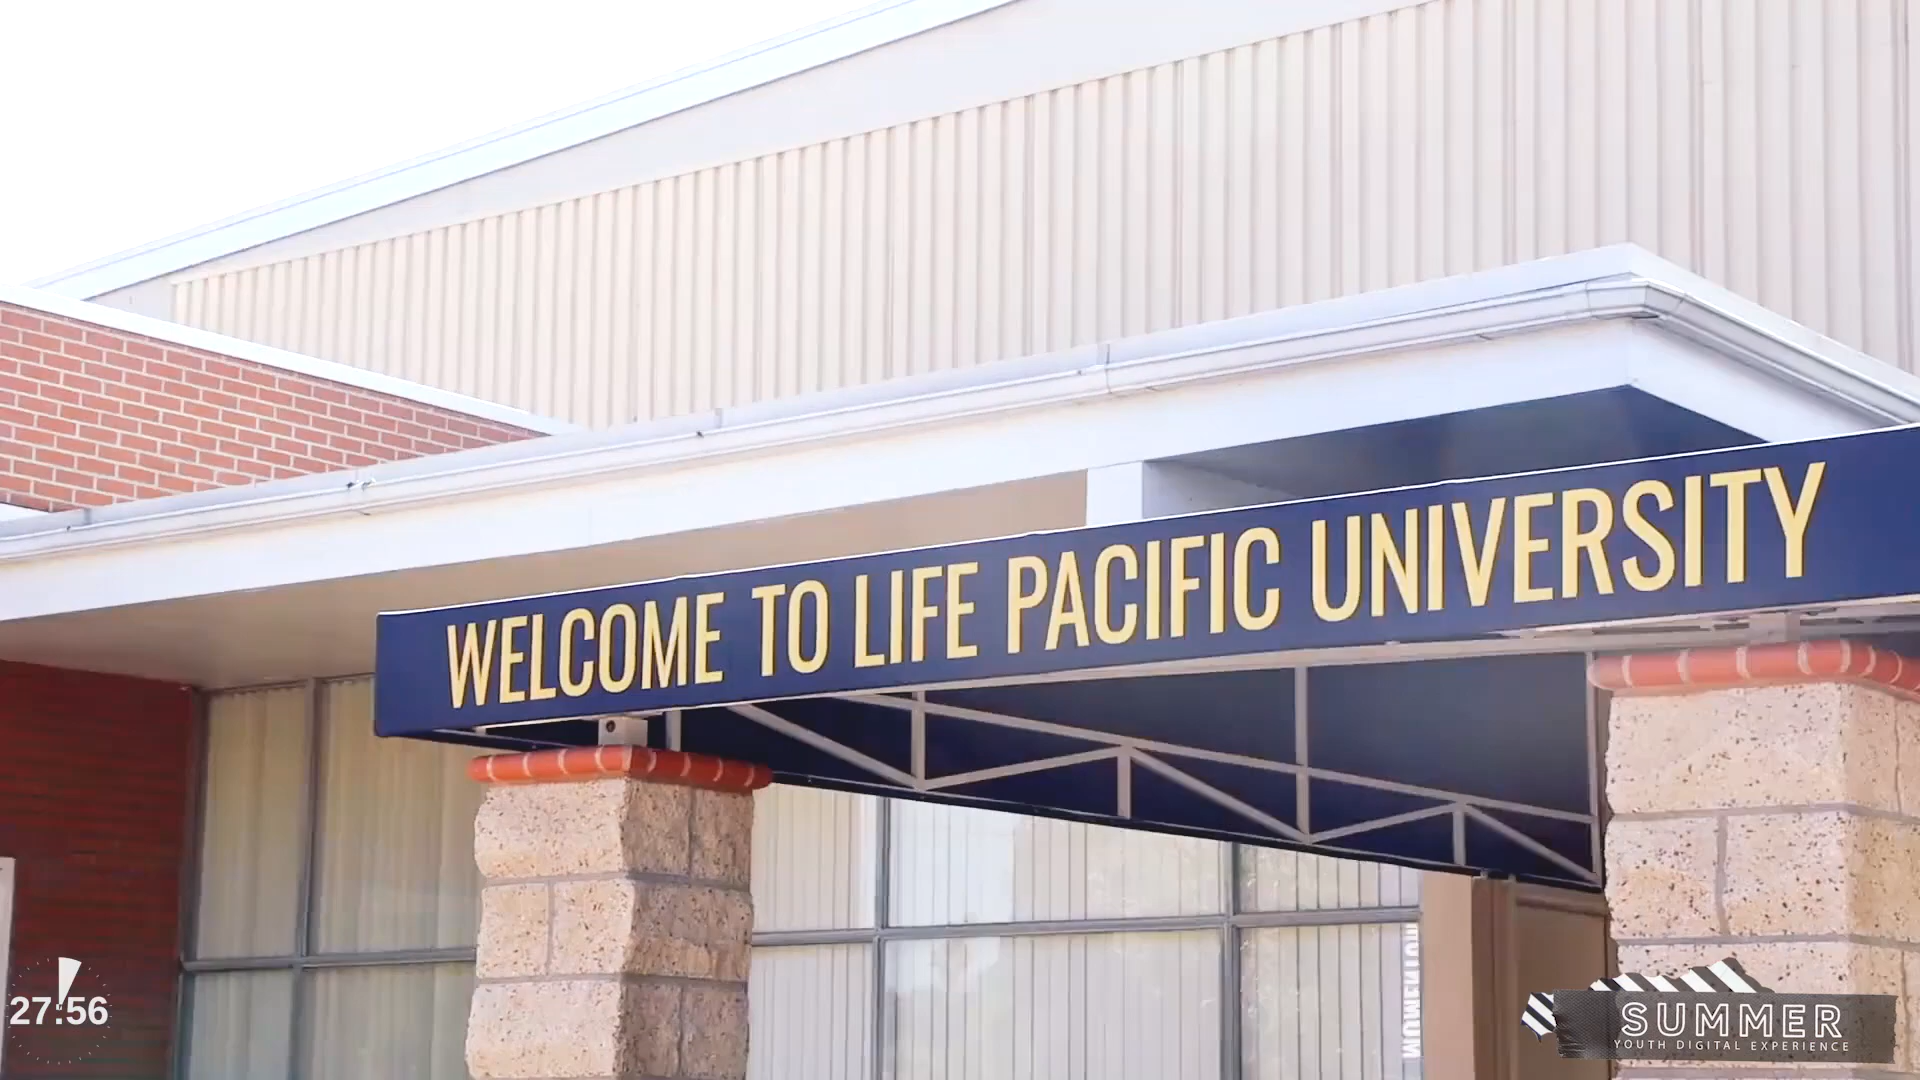 WELCOME TO LIFE PACIFIC UNIVERSITY
27:56
SUMMER
YOUTH DIGITAL EXPERIENCE